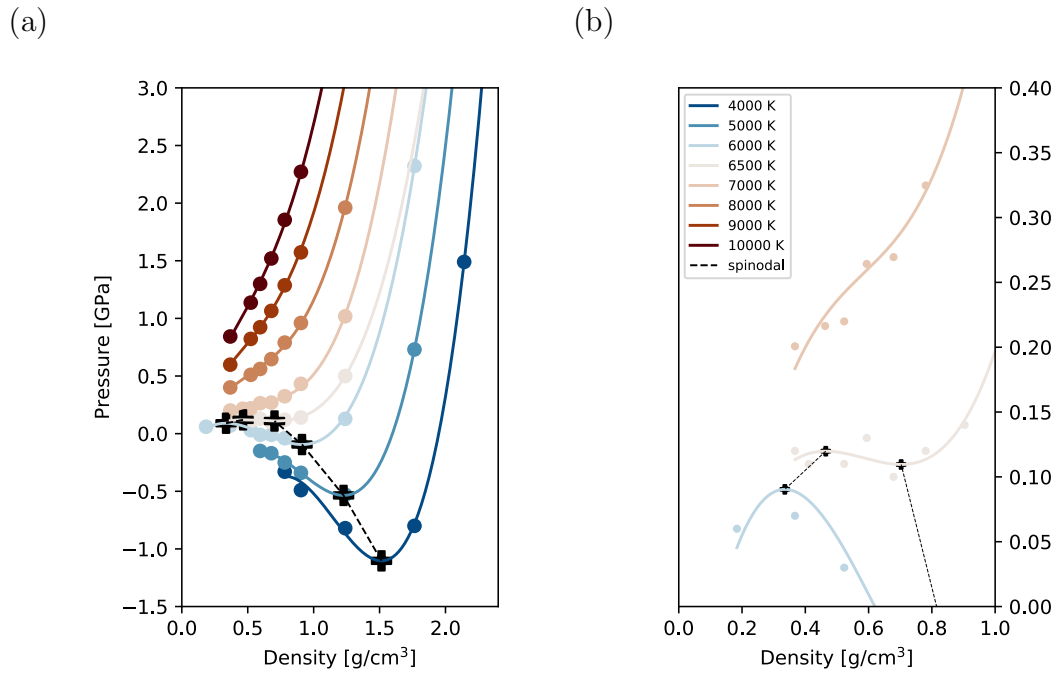 (a)
(b)
3.0
2.5
2.0
1.5
1.0
0.5
0.0
−0.5
−1.0
−1.5
Pressure [GPa]
0.0 0.5 1.0 1.5 2.0
Density [g/cm³]
4000 K
5000 K
6000 K
6500 K
7000 K
8000 K
9000 K
10000 K
spinodal
0.40
0.35
0.30
0.25
0.20
0.15
0.10
0.05
0.00
0.0 0.2 0.4 0.6 0.8 1.0
Density [g/cm³]